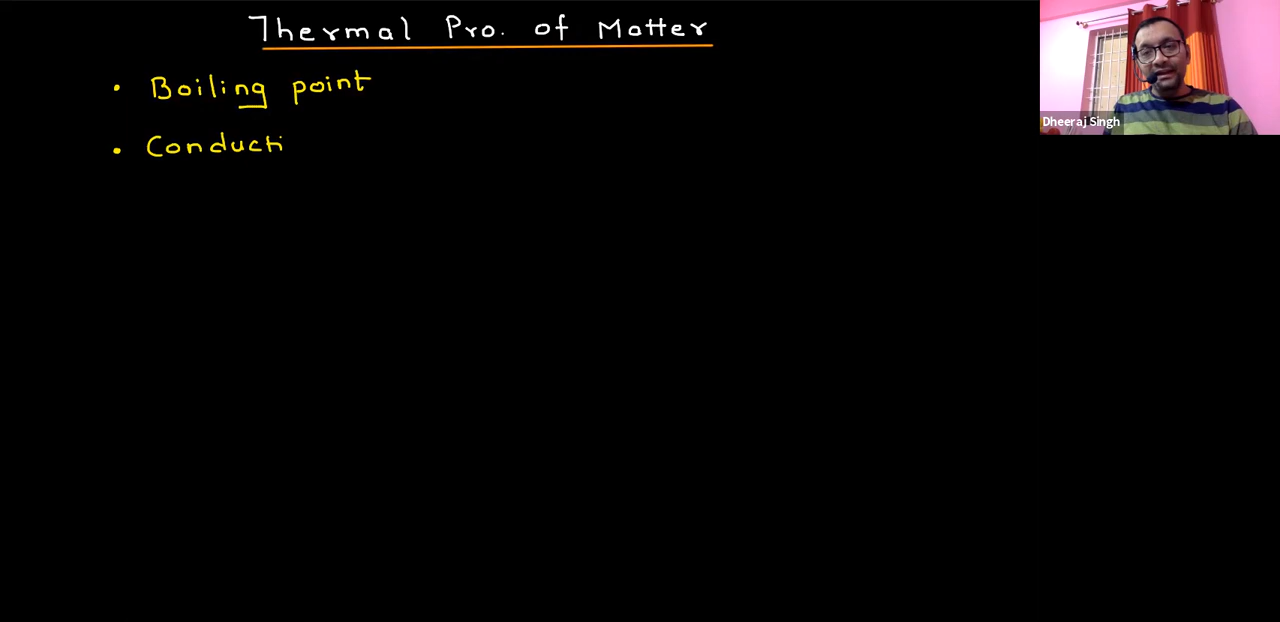 Thermal Pro. of Matter
• Boiling point
• Conducti
Dheeraj Singh